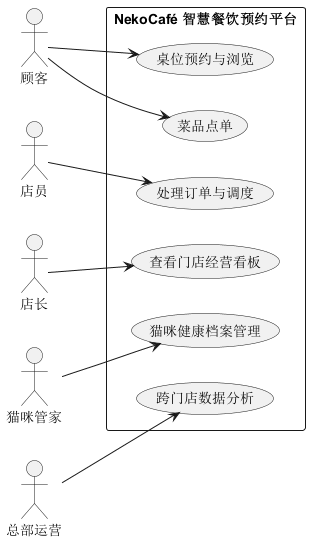 NekoCafé 智慧餐饮预约平台
顾客
桌位预约与浏览
菜品点单
店员
处理订单与调度
店长
查看门店经营看板
猫咪管家
猫咪健康档案管理
总部运营
跨门店数据分析